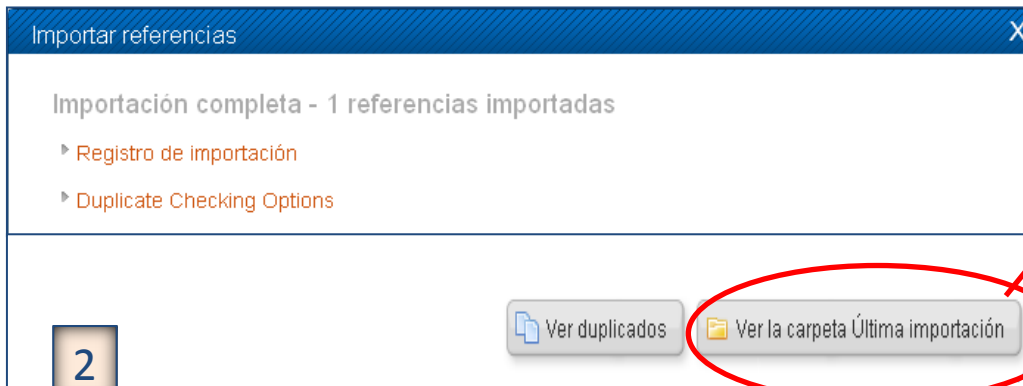 Importar referencias X
Importación completa - 1 referencias importadas
Registro de importación
Duplicate Checking Options
Ver duplicados Ver la carpeta Última importación
2